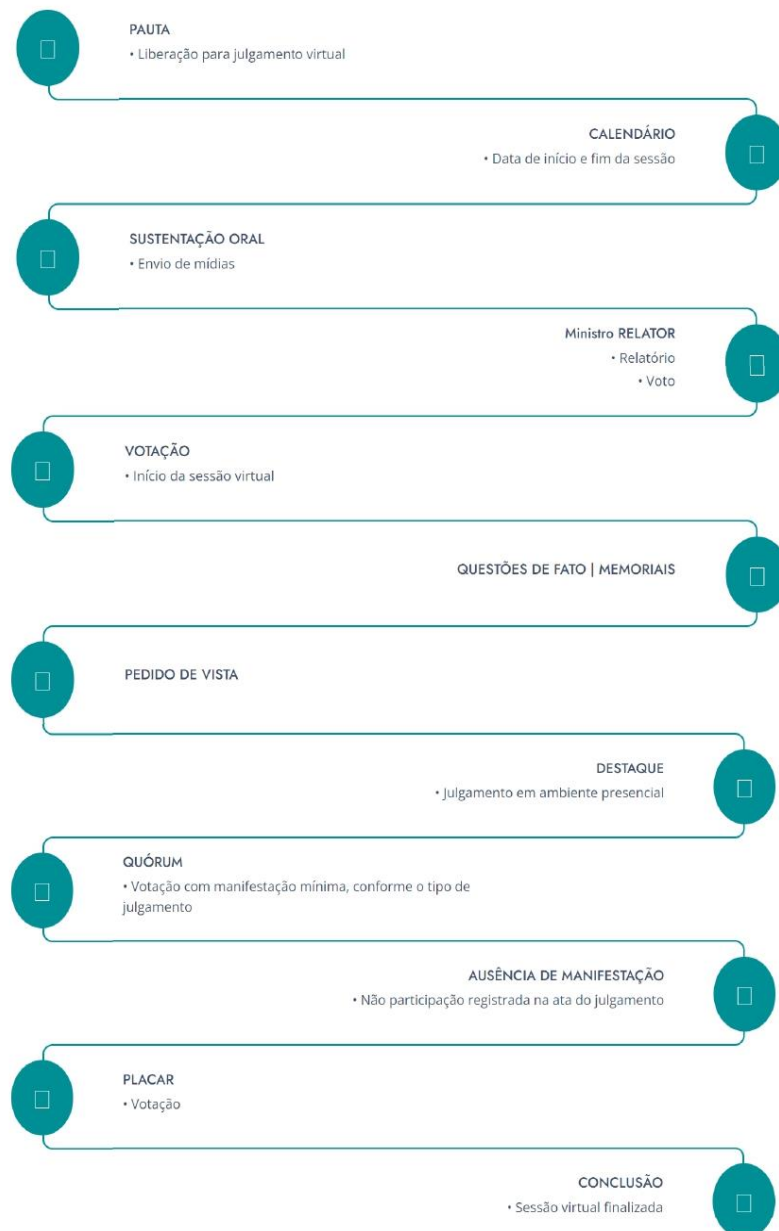 PAUTA
• Liberação para julgamento virtual
CALENDÁRIO
• Data de início e fim da sessão
SUSTENTAÇÃO ORAL
• Envio de mídias
Ministro RELATOR
• Relatório
• Voto
VOTAÇÃO
• Início da sessão virtual
QUESTÕES DE FATO | MEMORIAIS
PEDIDO DE VISTA
DESTAQUE
• Julgamento em ambiente presencial
QUÓRUM
• Votação com manifestação mínima, conforme o tipo de
julgamento
AUSÊNCIA DE MANIFESTAÇÃO
• Não participação registrada na ata do julgamento
PLACAR
• Votação
CONCLUSÃO
• Sessão virtual finalizada